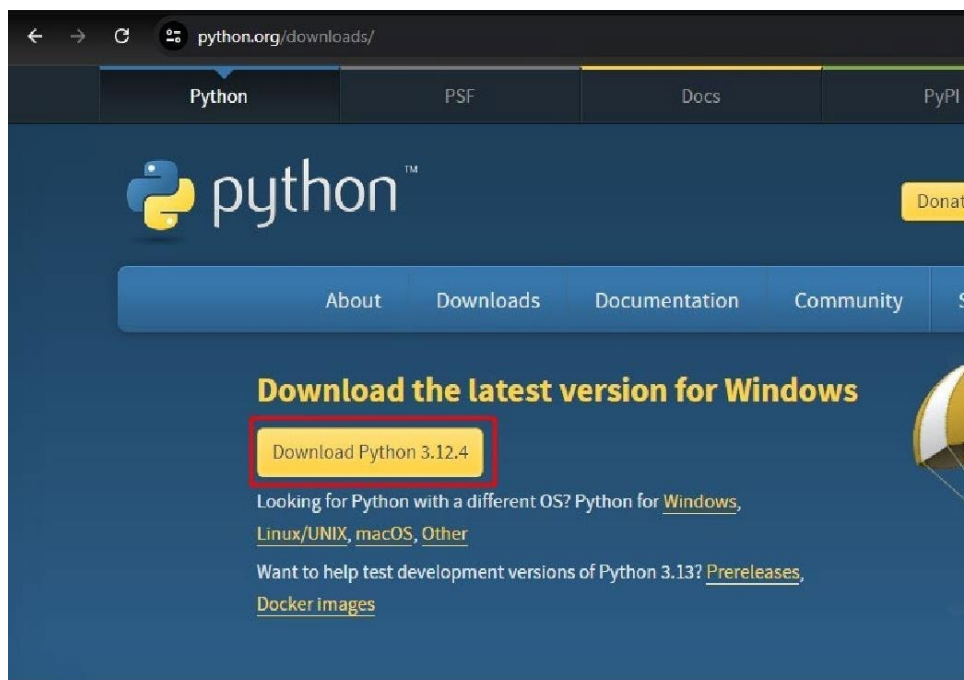 python.org/downloads/
Python PSF Docs PyPI
python™
About Downloads Documentation Community
Download the latest version for Windows
Download Python 3.12.4
Looking for Python with a different OS? Python for Windows,
Linux/UNIX, macOS, Other
Want to help test development versions of Python 3.13? Prereleases,
Docker images